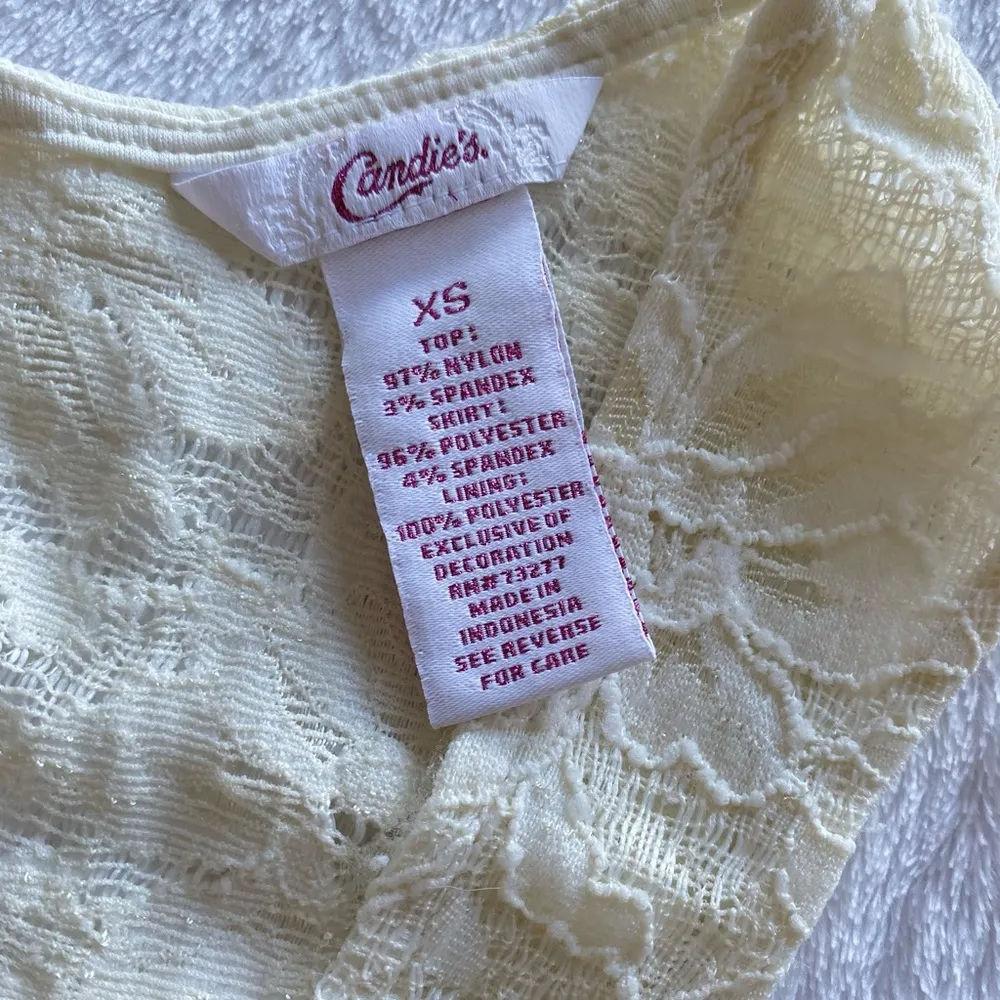 Candie's.
XS
TOP:
97% NYLON
3% SPANDEX
SKIRT:
96% POLYESTER
4% SPANDEX
LINING:
100% POLYESTER
EXCLUSIVE OF
DECORATION
RN#73277
MADE IN
INDONESIA
SEE REVERSE
FOR CARE